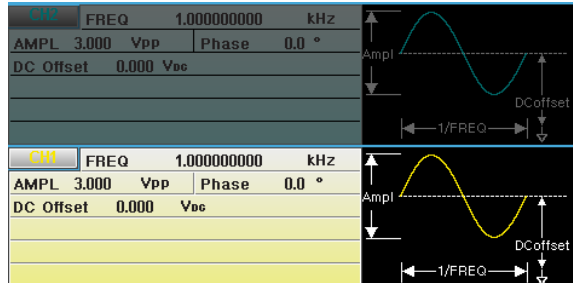 CH2 FREQ 1.000000000 kHz
AMPL 3.000 Vpp Phase 0.0 °
DC Offset 0.000 VDC
Ampl
DCoffset
1/FREQ
CH1 FREQ 1.000000000 kHz
AMPL 3.000 Vpp Phase 0.0 °
DC Offset 0.000 VDC
Ampl
DCoffset
1/FREQ